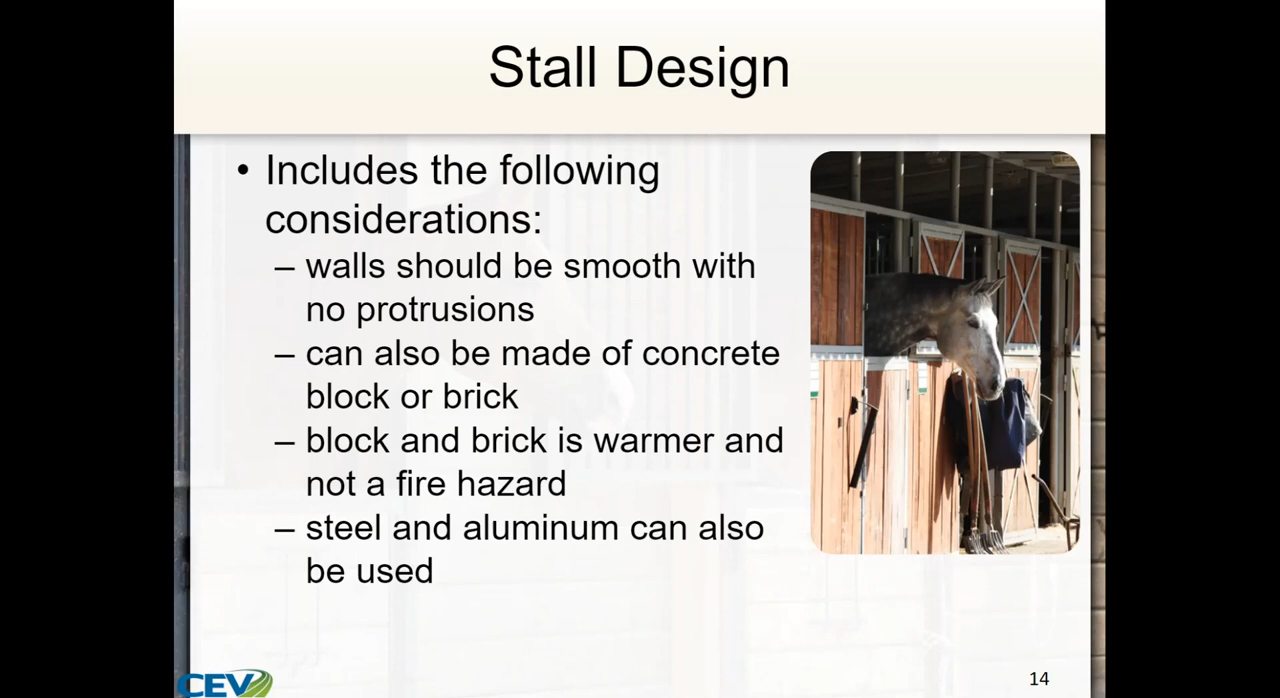 Stall Design
• Includes the following
considerations:
– walls should be smooth with
no protrusions
– can also be made of concrete
block or brick
– block and brick is warmer and
not a fire hazard
– steel and aluminum can also
be used
CEV
14